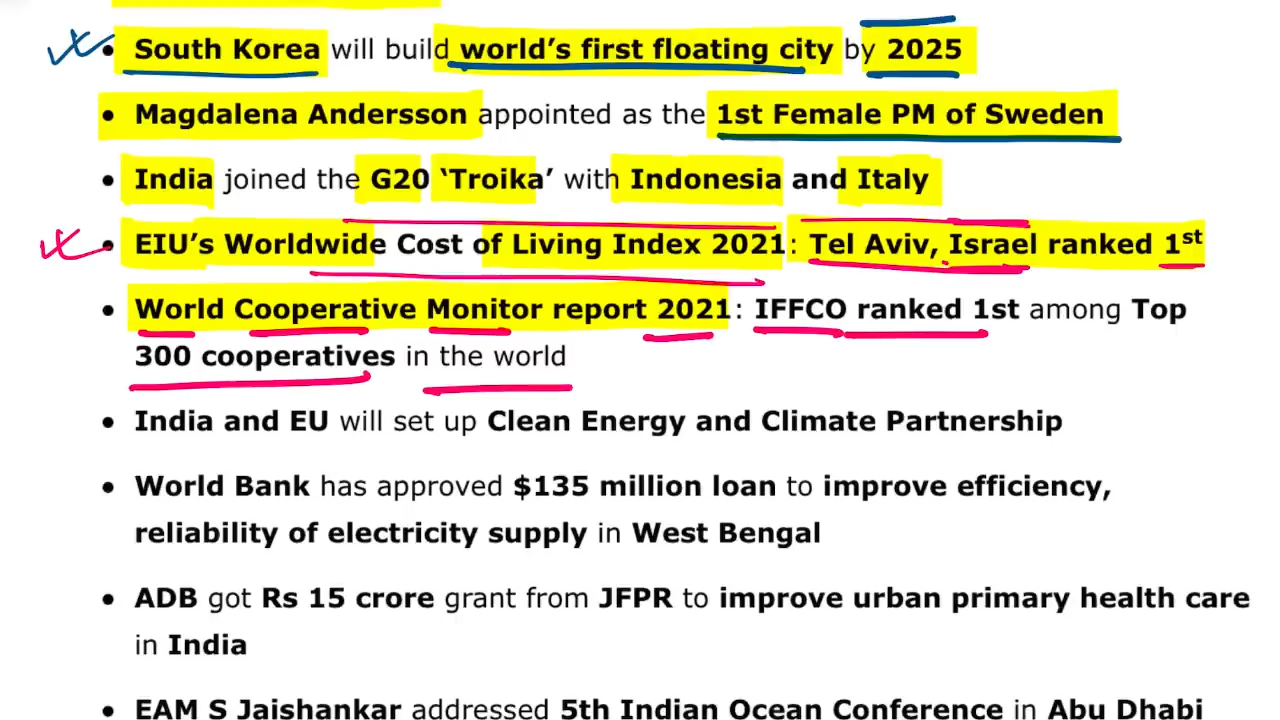 • South Korea will build world's first floating city by 2025
• Magdalena Andersson appointed as the 1st Female PM of Sweden
• India joined the G20 ‘Troika’ with Indonesia and Italy
• EIU’s Worldwide Cost of Living Index 2021: Tel Aviv, Israel ranked 1st
• World Cooperative Monitor report 2021: IFFCO ranked 1st among Top
300 cooperatives in the world
• India and EU will set up Clean Energy and Climate Partnership
• World Bank has approved $135 million loan to improve efficiency,
reliability of electricity supply in West Bengal
• ADB got Rs 15 crore grant from JFPR to improve urban primary health care
in India
• EAM S Jaishankar addressed 5th Indian Ocean Conference in Abu Dhabi